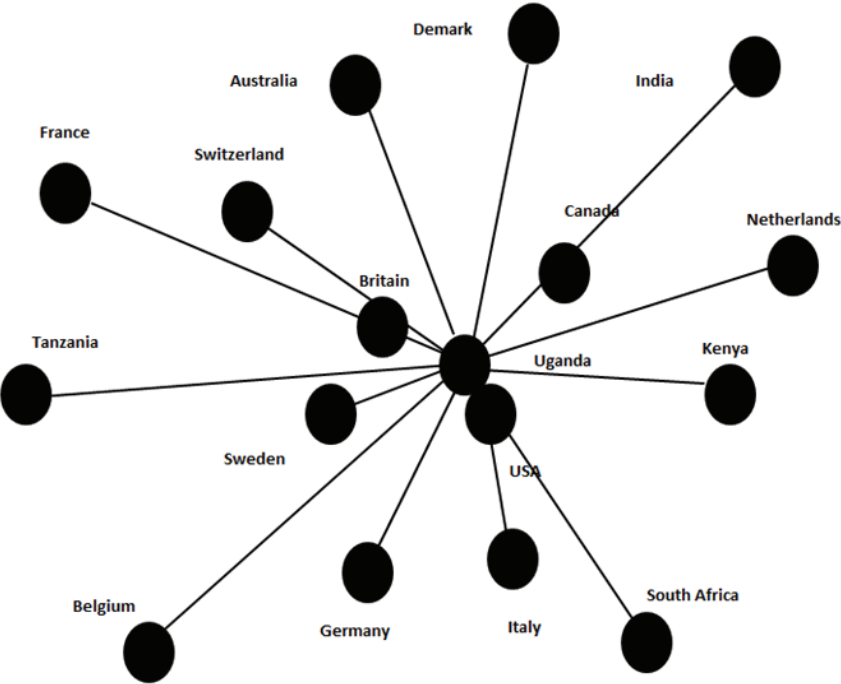 Demark
Australia
India
France
Switzerland
Canada
Netherlands
Britain
Tanzania
Uganda
Kenya
Sweden
USA
Belgium
South Africa
Germany
Italy